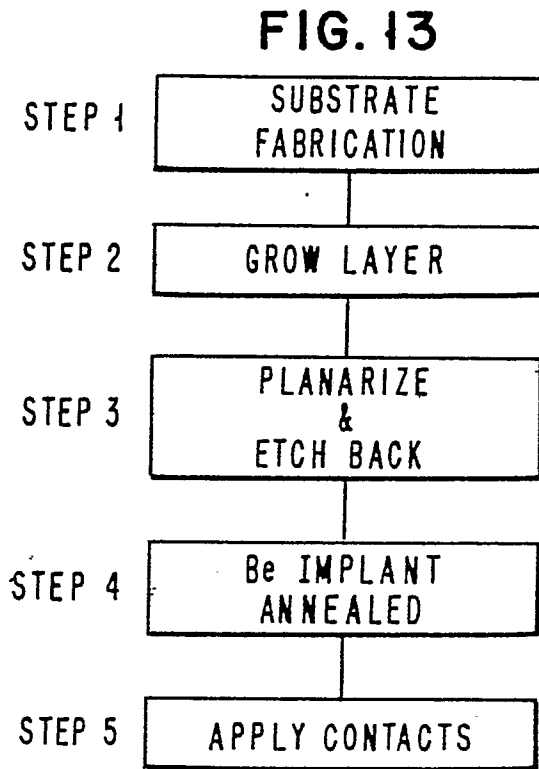 FIG. 13
STEP 1
SUBSTRATE
FABRICATION
STEP 2
GROW LAYER
STEP 3
PLANARIZE
&
ETCH BACK
STEP 4
Be IMPLANT
ANNEALED
STEP 5
APPLY CONTACTS